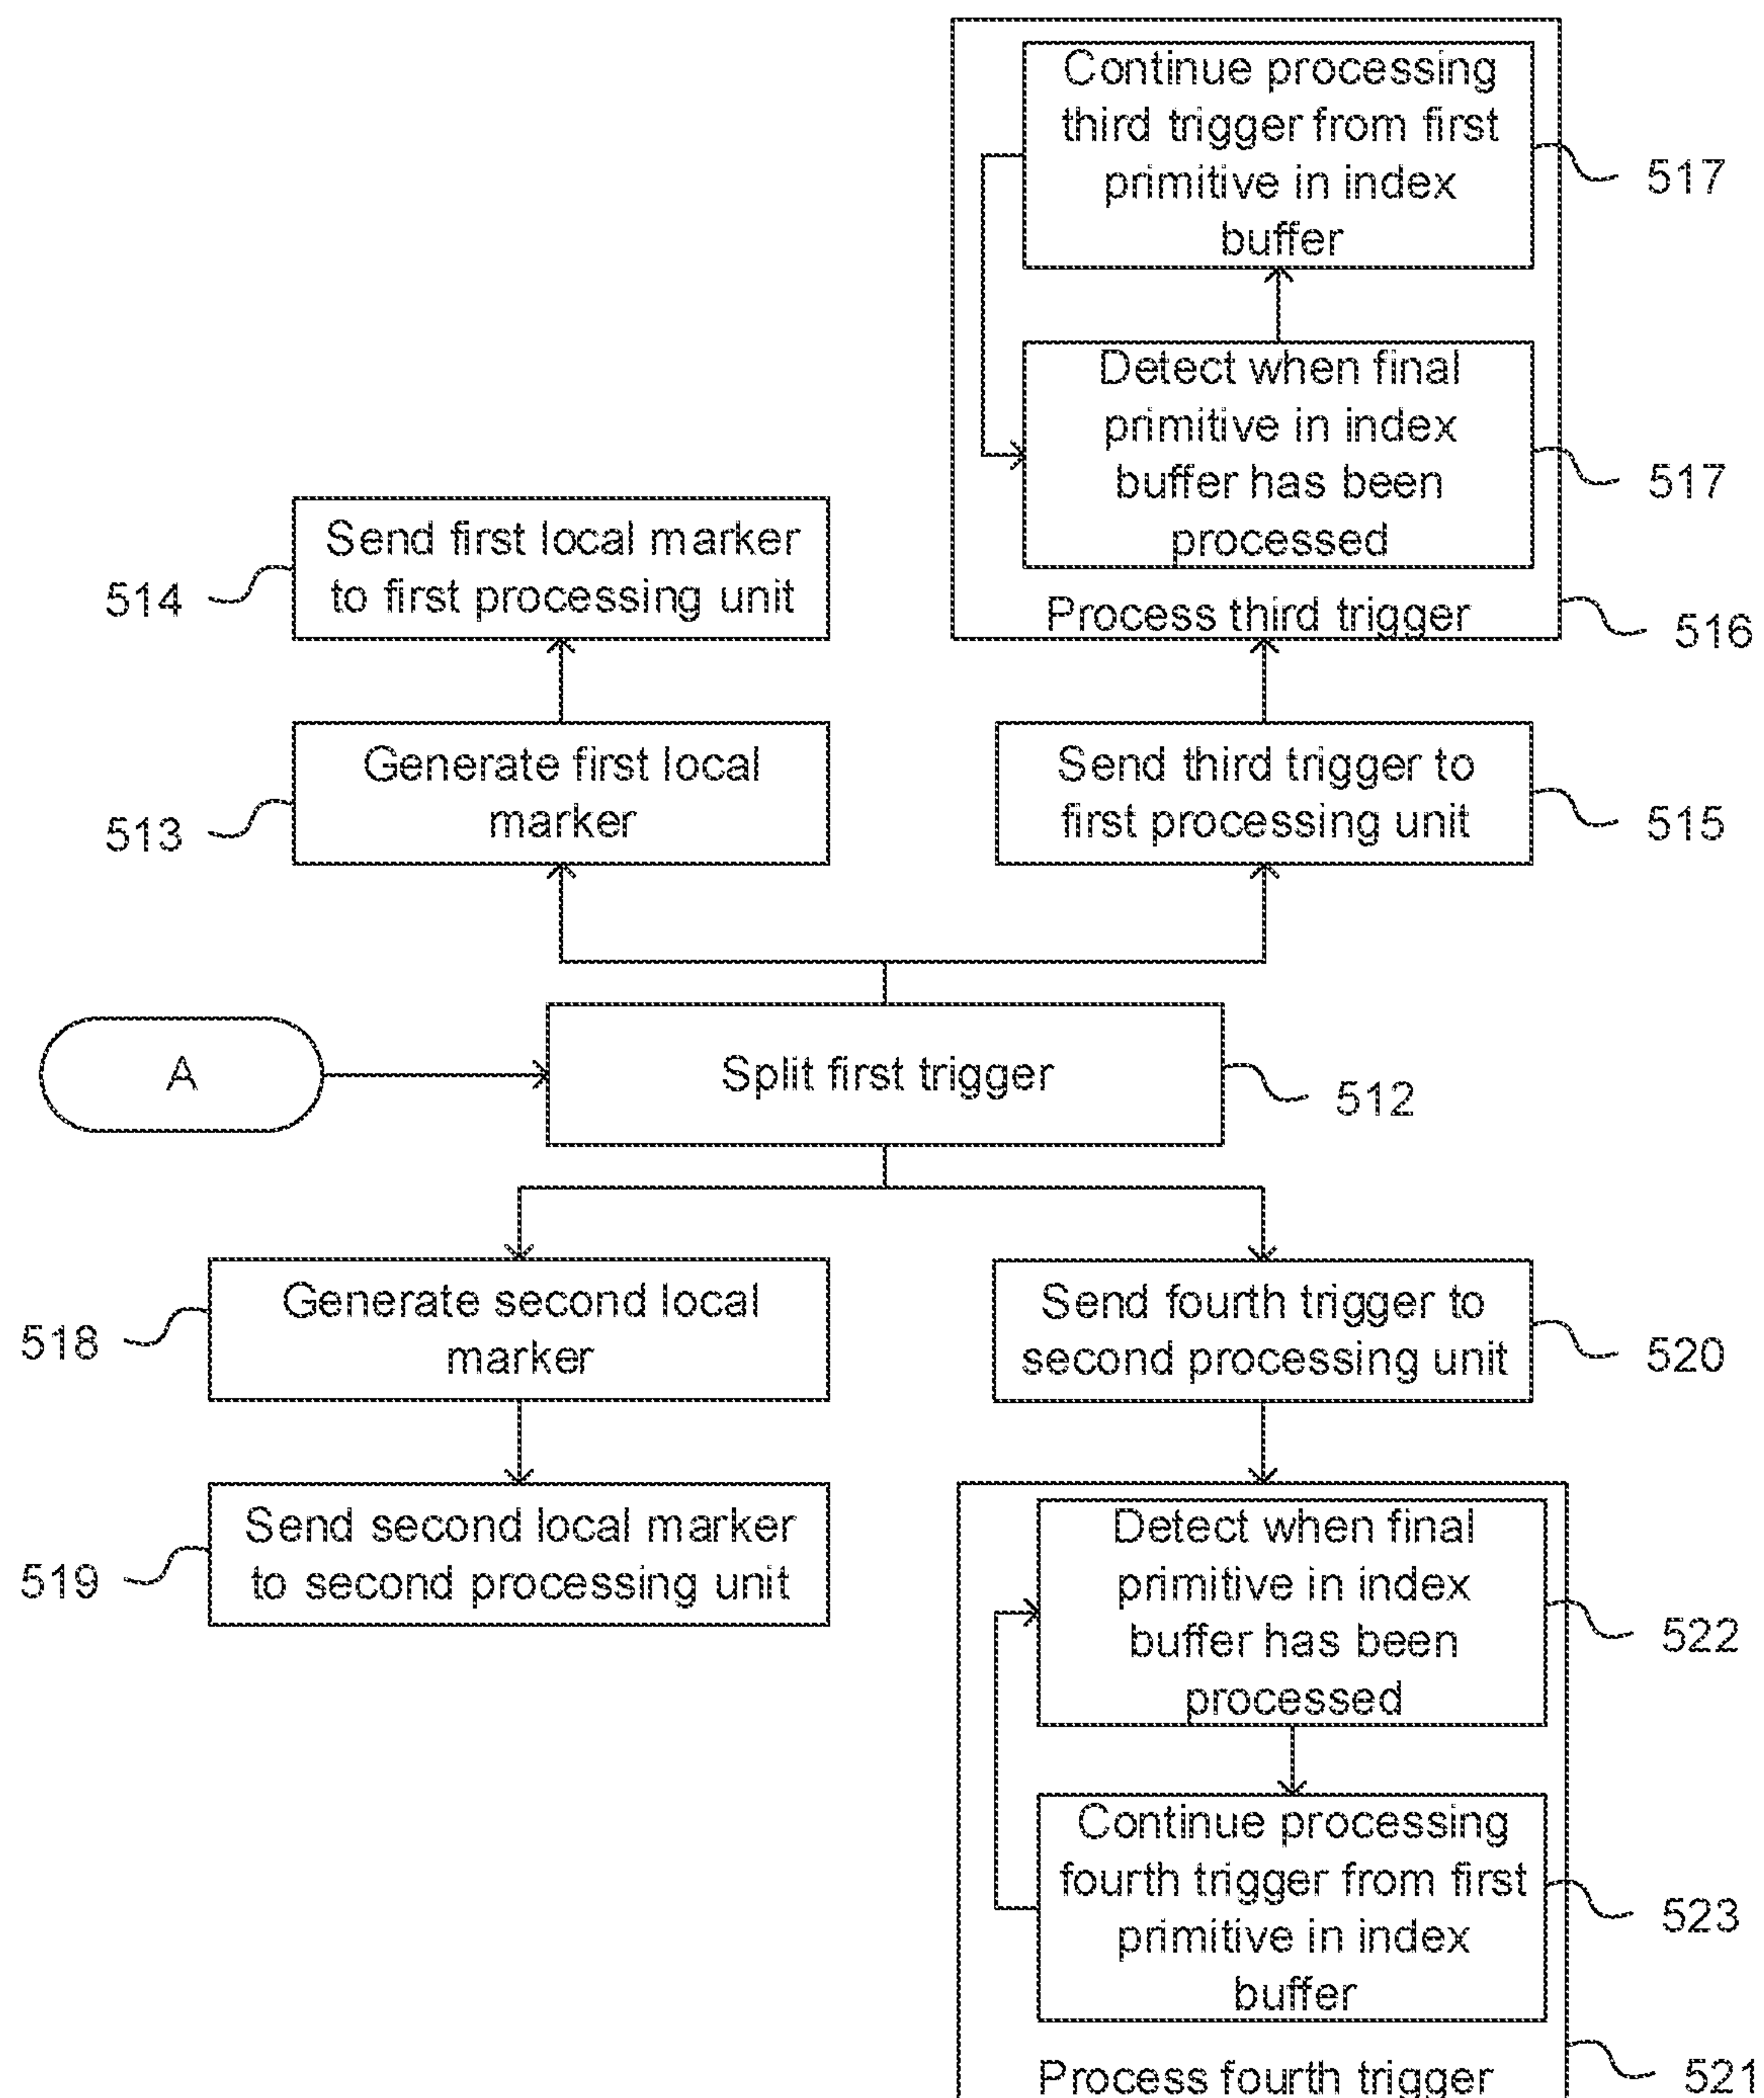 Continue processing
third trigger from first
primitive in index
buffer
517
Detect when final
primitive in index
buffer has been
processed
517
Process third trigger
516
Send first local marker
to first processing unit
514
Generate first local
marker
513
Send third trigger to
first processing unit
515
A
Split first trigger
512
Generate second local
marker
518
Send fourth trigger to
second processing unit
520
Send second local marker
to second processing unit
519
Detect when final
primitive in index
buffer has been
processed
522
Continue processing
fourth trigger from first
primitive in index
buffer
523
Process fourth trigger
521